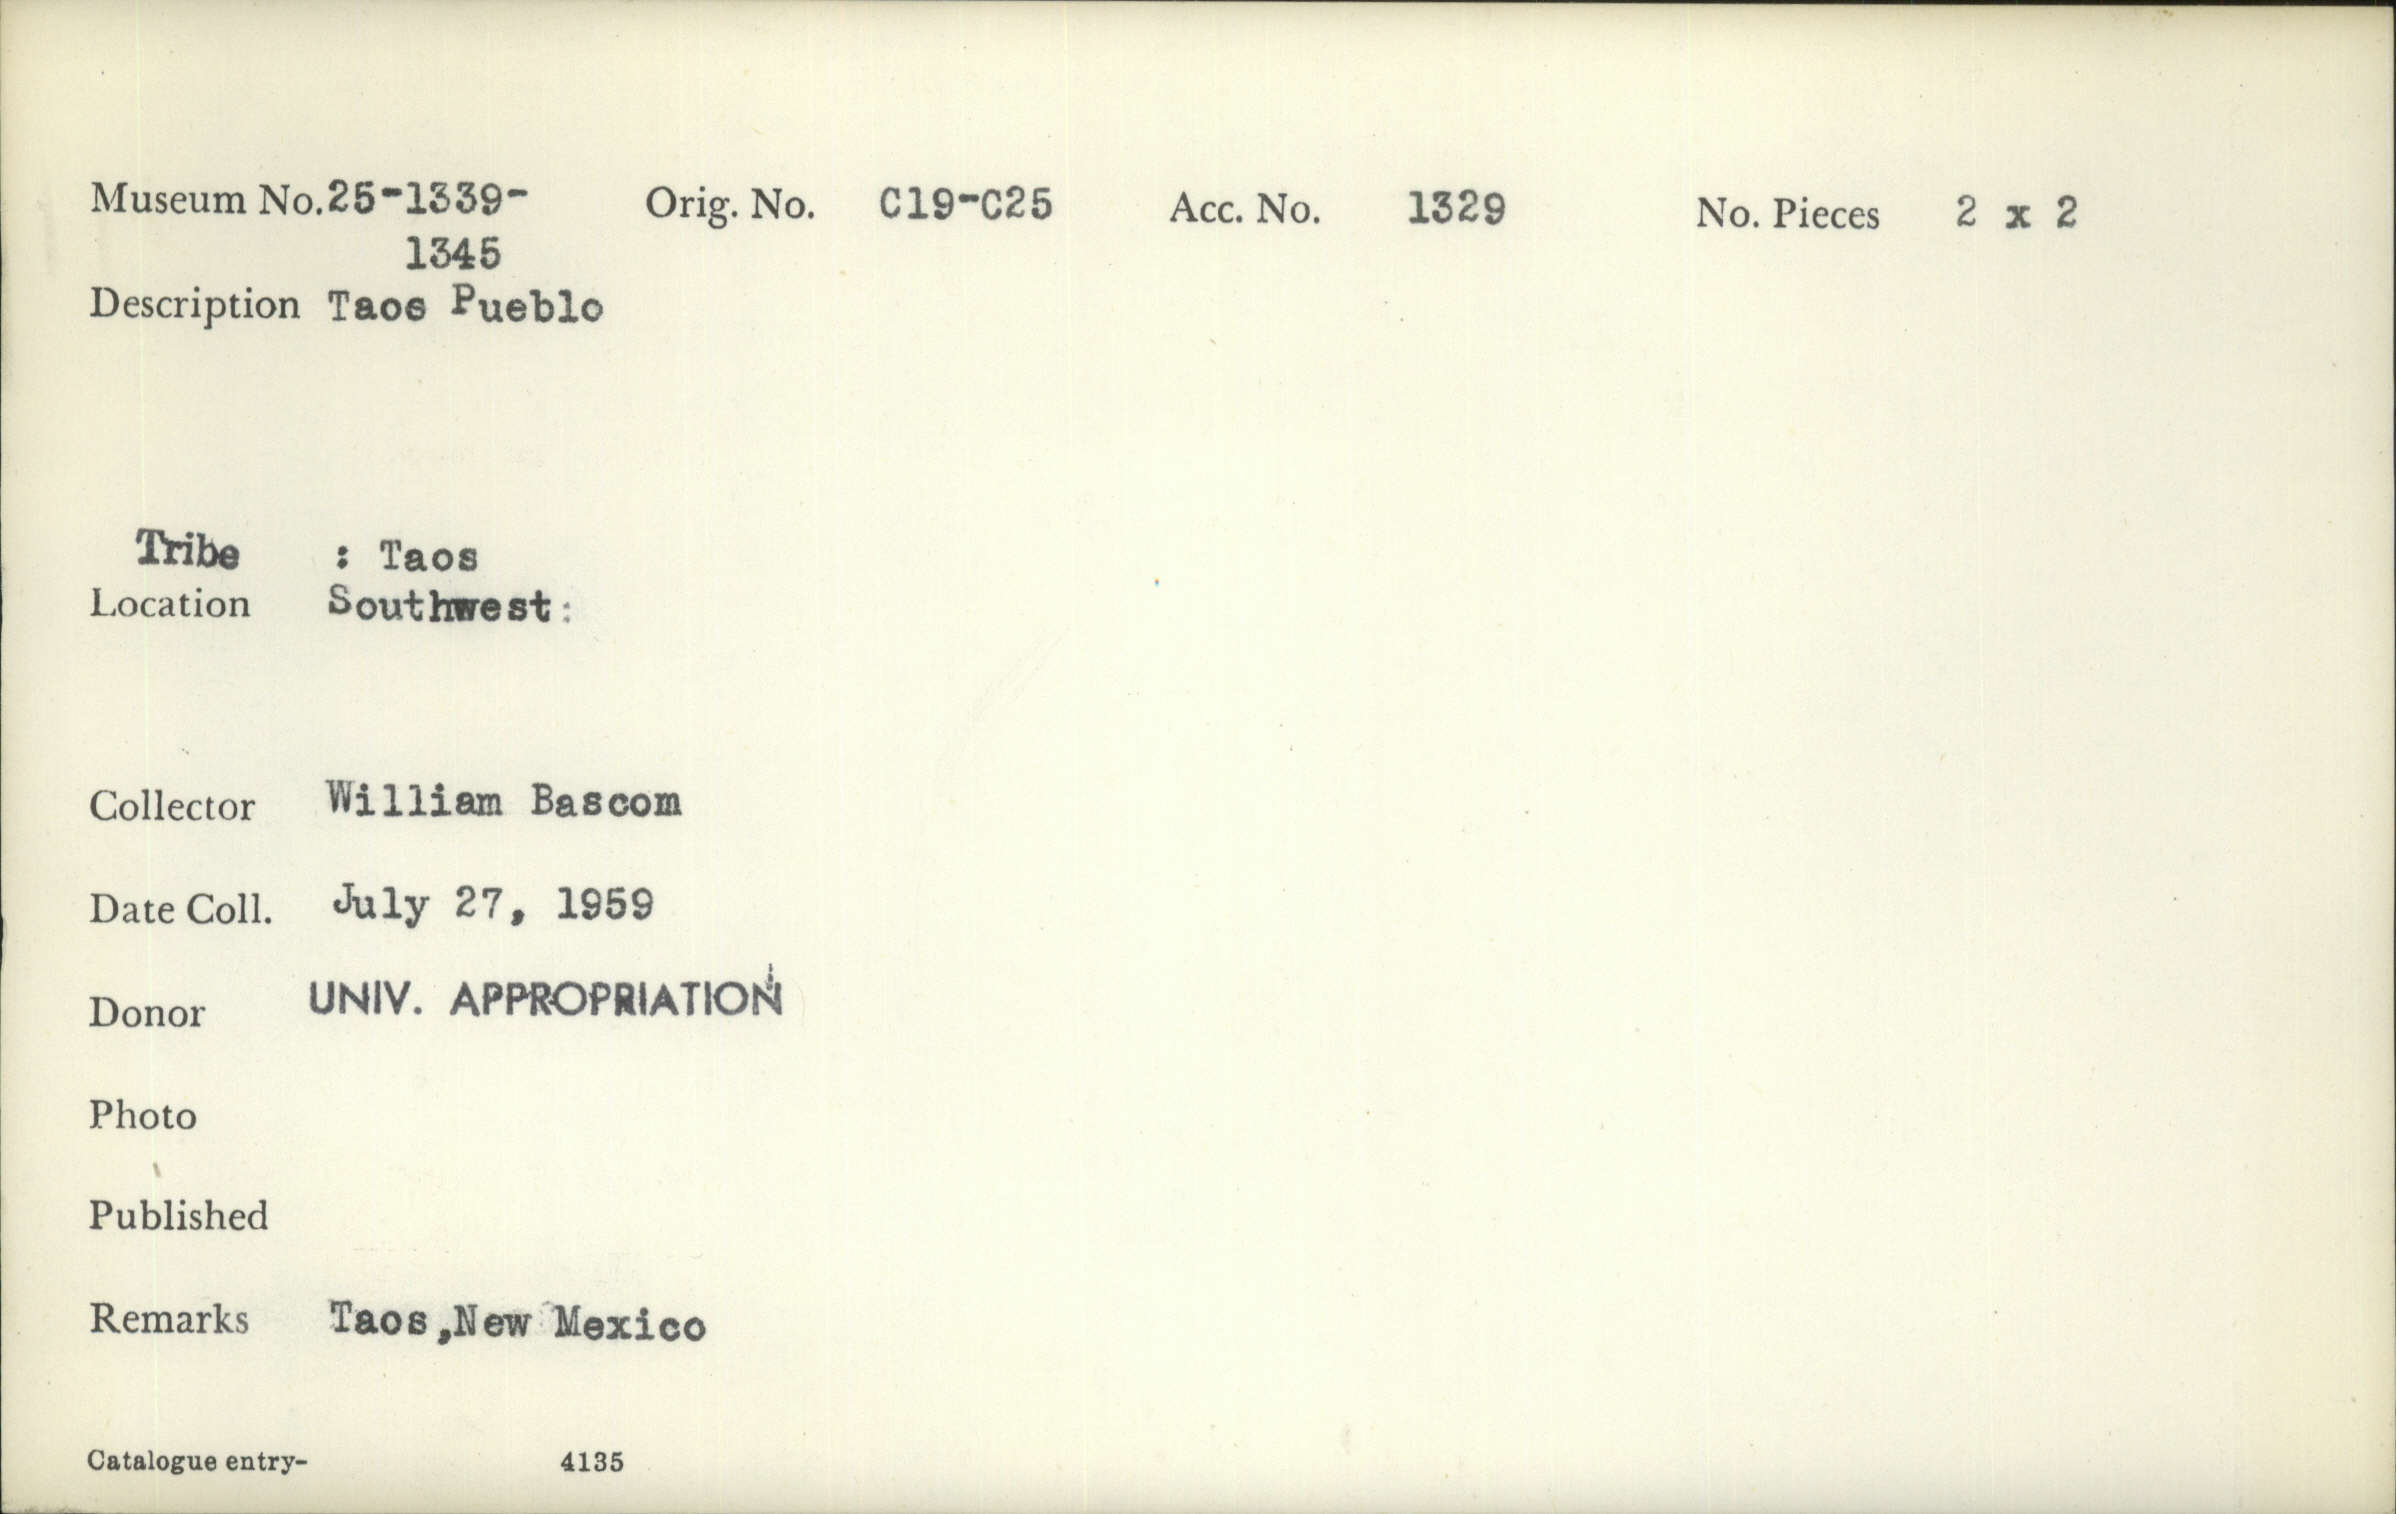 Museum No. 25-1339- Orig. No. C19-C25 Acc. No. 1329 No. Pieces 2 x 2
1345
Description Taos Pueblo
Tribe : Taos
Location Southwest:
Collector William Bascom
Date Coll. July 27, 1959
Donor UNIV. APPROPRIATION
Photo
Published
Remarks Taos,New Mexico
Catalogue entry- 4135